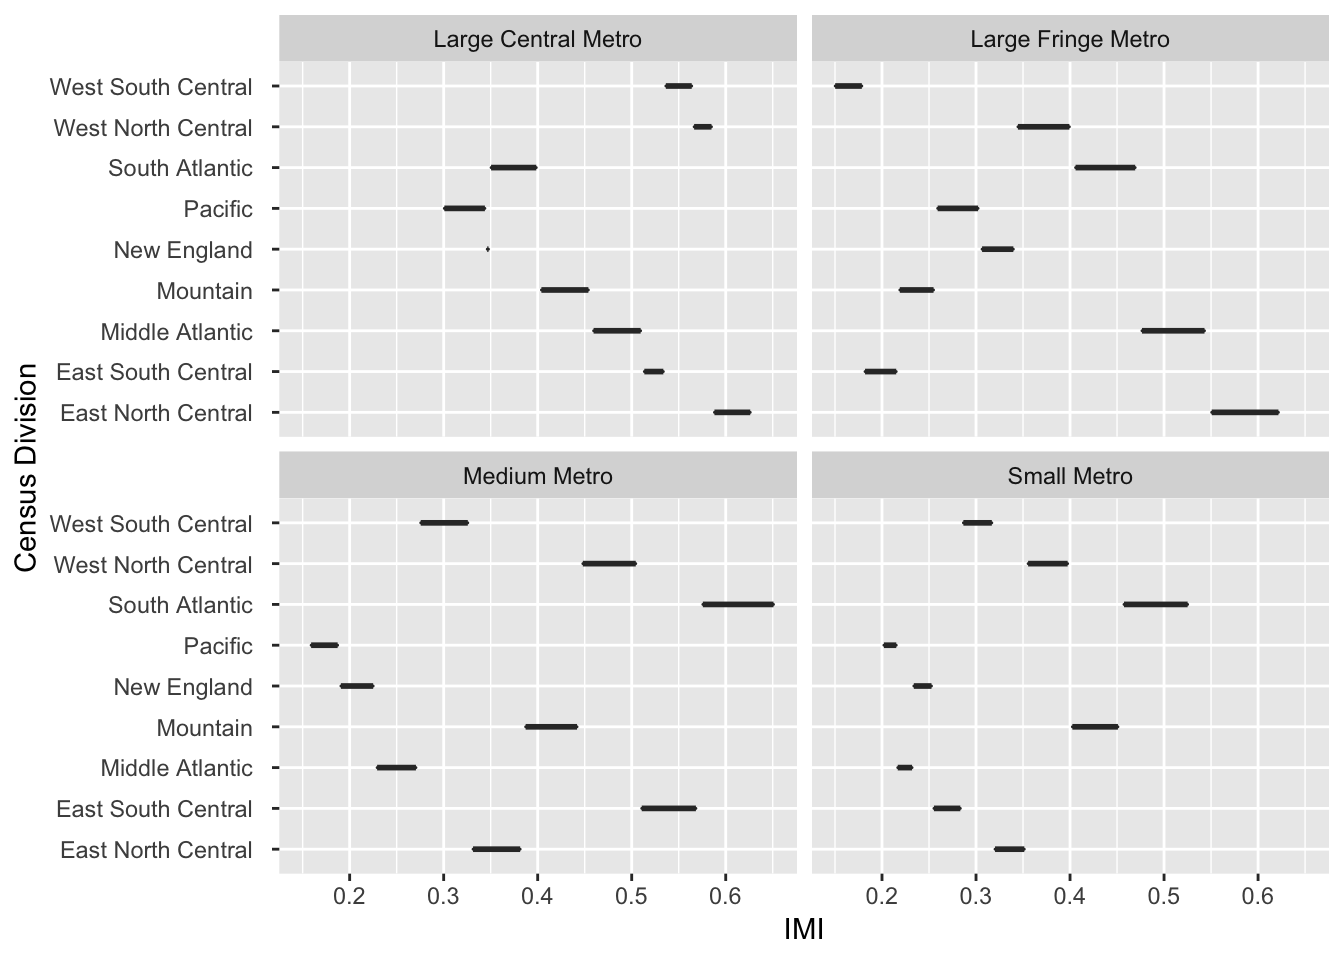 Large Central Metro
Large Fringe Metro
West South Central
West North Central
South Atlantic
Pacific
New England
Mountain
Middle Atlantic
East South Central
East North Central
Census Division
Medium Metro
Small Metro
West South Central
West North Central
South Atlantic
Pacific
New England
Mountain
Middle Atlantic
East South Central
East North Central
0.2 0.3 0.4 0.5 0.6
0.2 0.3 0.4 0.5 0.6
IMI